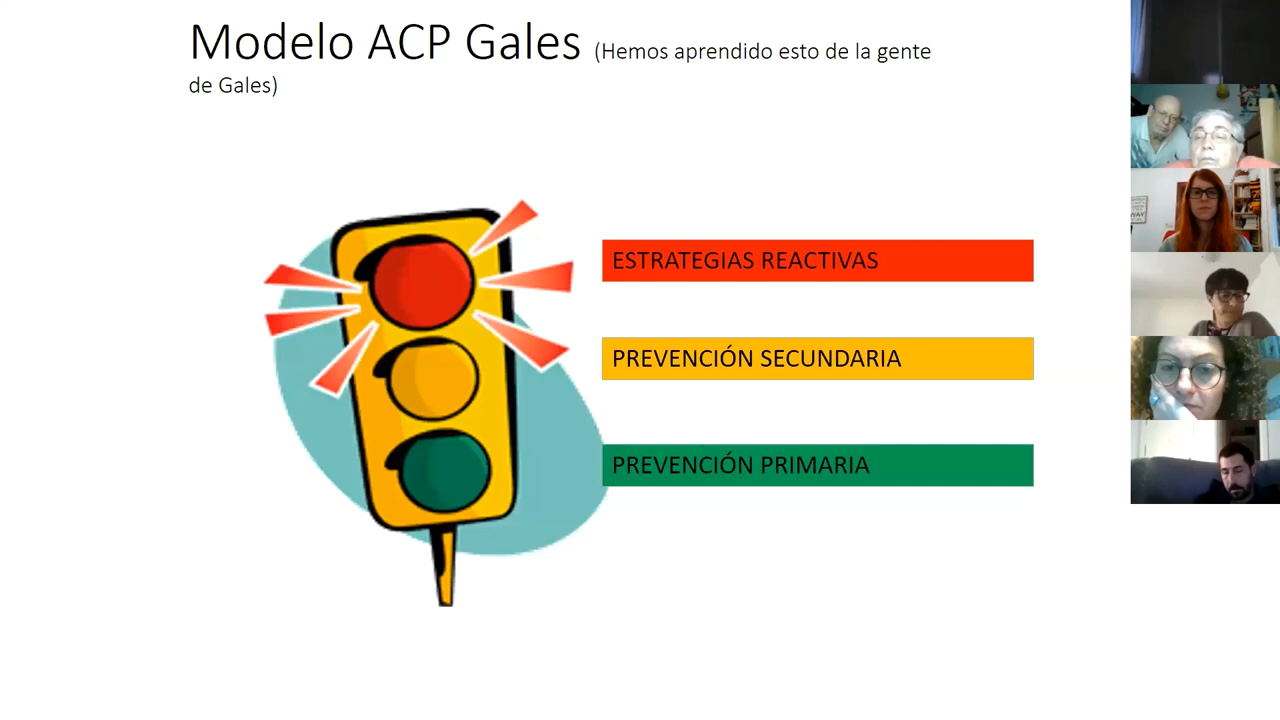 Modelo ACP Gales (Hemos aprendido esto de la gente
de Gales)
ESTRATEGIAS REACTIVAS
PREVENCIÓN SECUNDARIA
PREVENCIÓN PRIMARIA